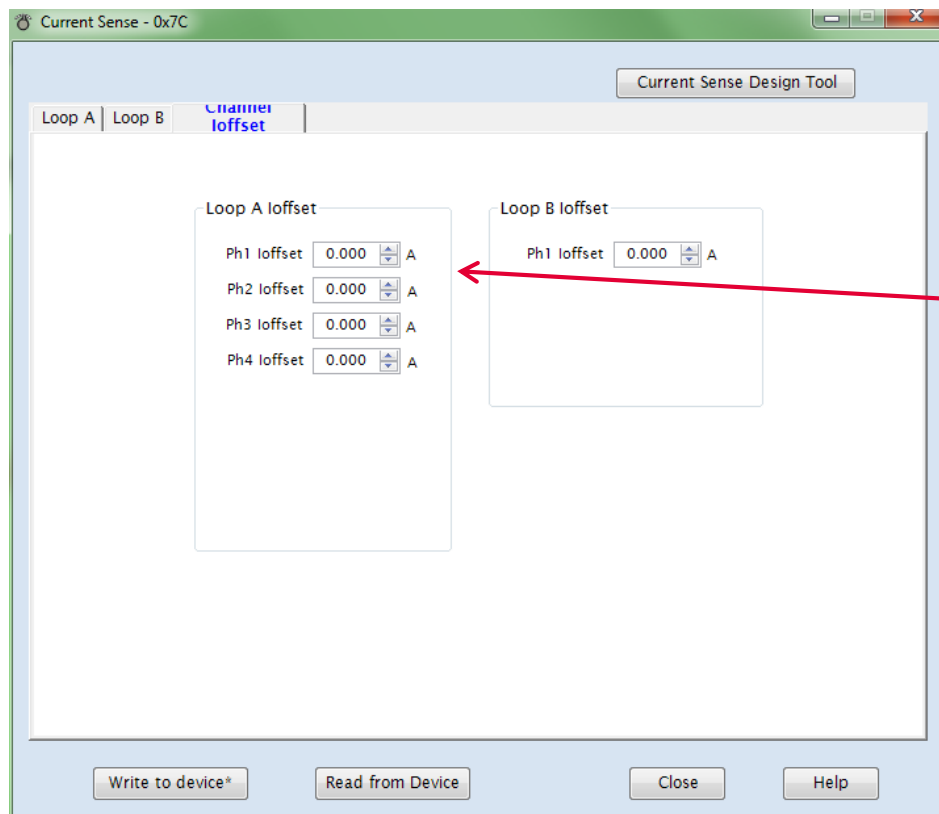 Current Sense - 0x7C
Current Sense Design Tool
Loop A Loop B Channel
Ioffset
Loop A Ioffset
Ph1 Ioffset 0.000 A
Ph2 Ioffset 0.000 A
Ph3 Ioffset 0.000 A
Ph4 Ioffset 0.000 A
Loop B Ioffset
Ph1 Ioffset 0.000 A
Write to device* Read from Device Close Help